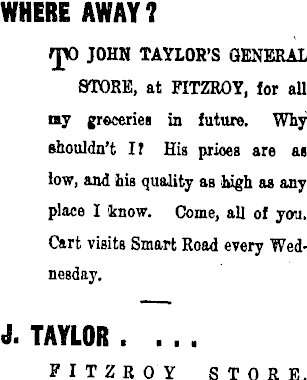 WHERE AWAY?
TO JOHN TAYLOR'S GENERAL
STORE, at FITZROY, for all
my groceries in future. Why
shouldn't I? His prices are as
low, and his quality as high as any
place I know. Come, all of you.
Cart visits Smart Road every Wed-
nesday.
J. TAYLOR . ...
FITZROY STORE.